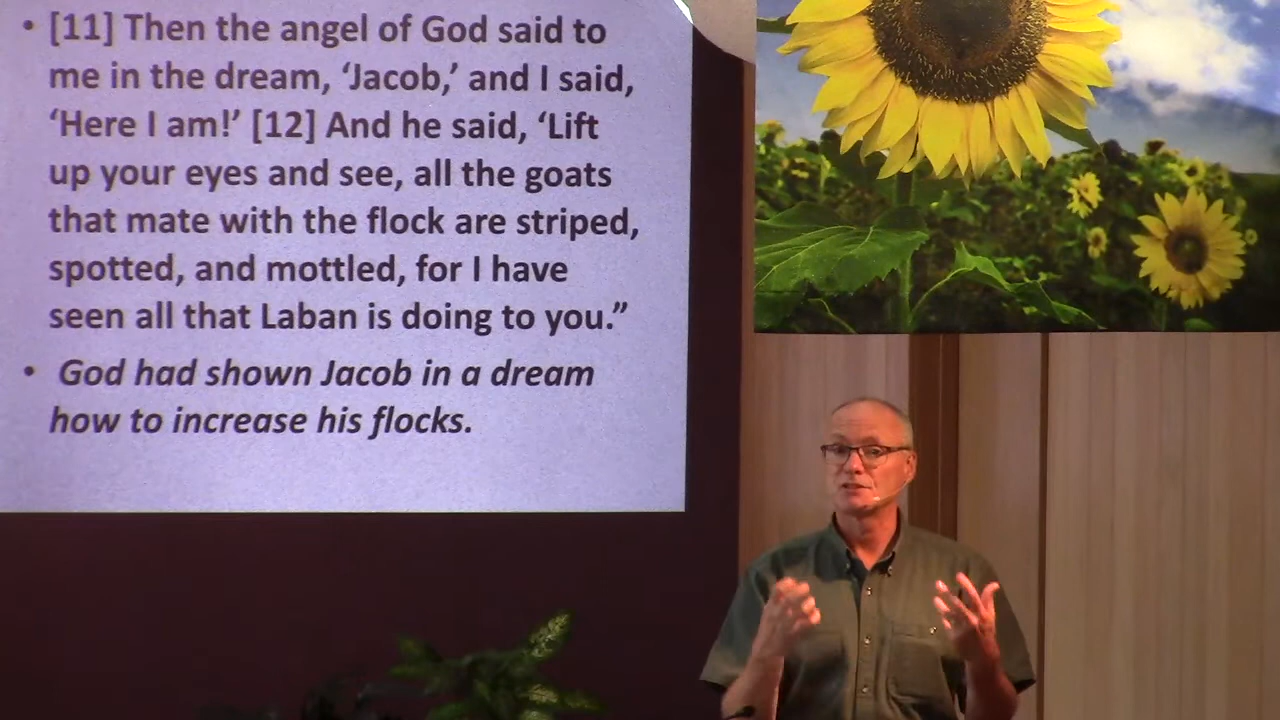 • [11] Then the angel of God said to
me in the dream, ‘Jacob,’ and I said,
‘Here I am!’ [12] And he said, ‘Lift
up your eyes and see, all the goats
that mate with the flock are striped,
spotted, and mottled, for I have
seen all that Laban is doing to you.”
• God had shown Jacob in a dream
how to increase his flocks.